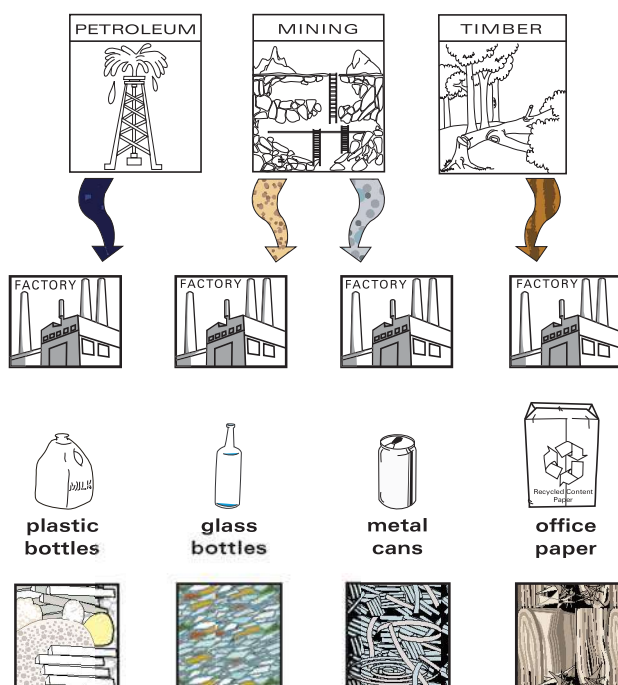 PETROLEUM
MINING
TIMBER
FACTORY
FACTORY
FACTORY
FACTORY
MILK
Recycled Content
Paper
plastic
bottles
glass
bottles
metal
cans
office
paper